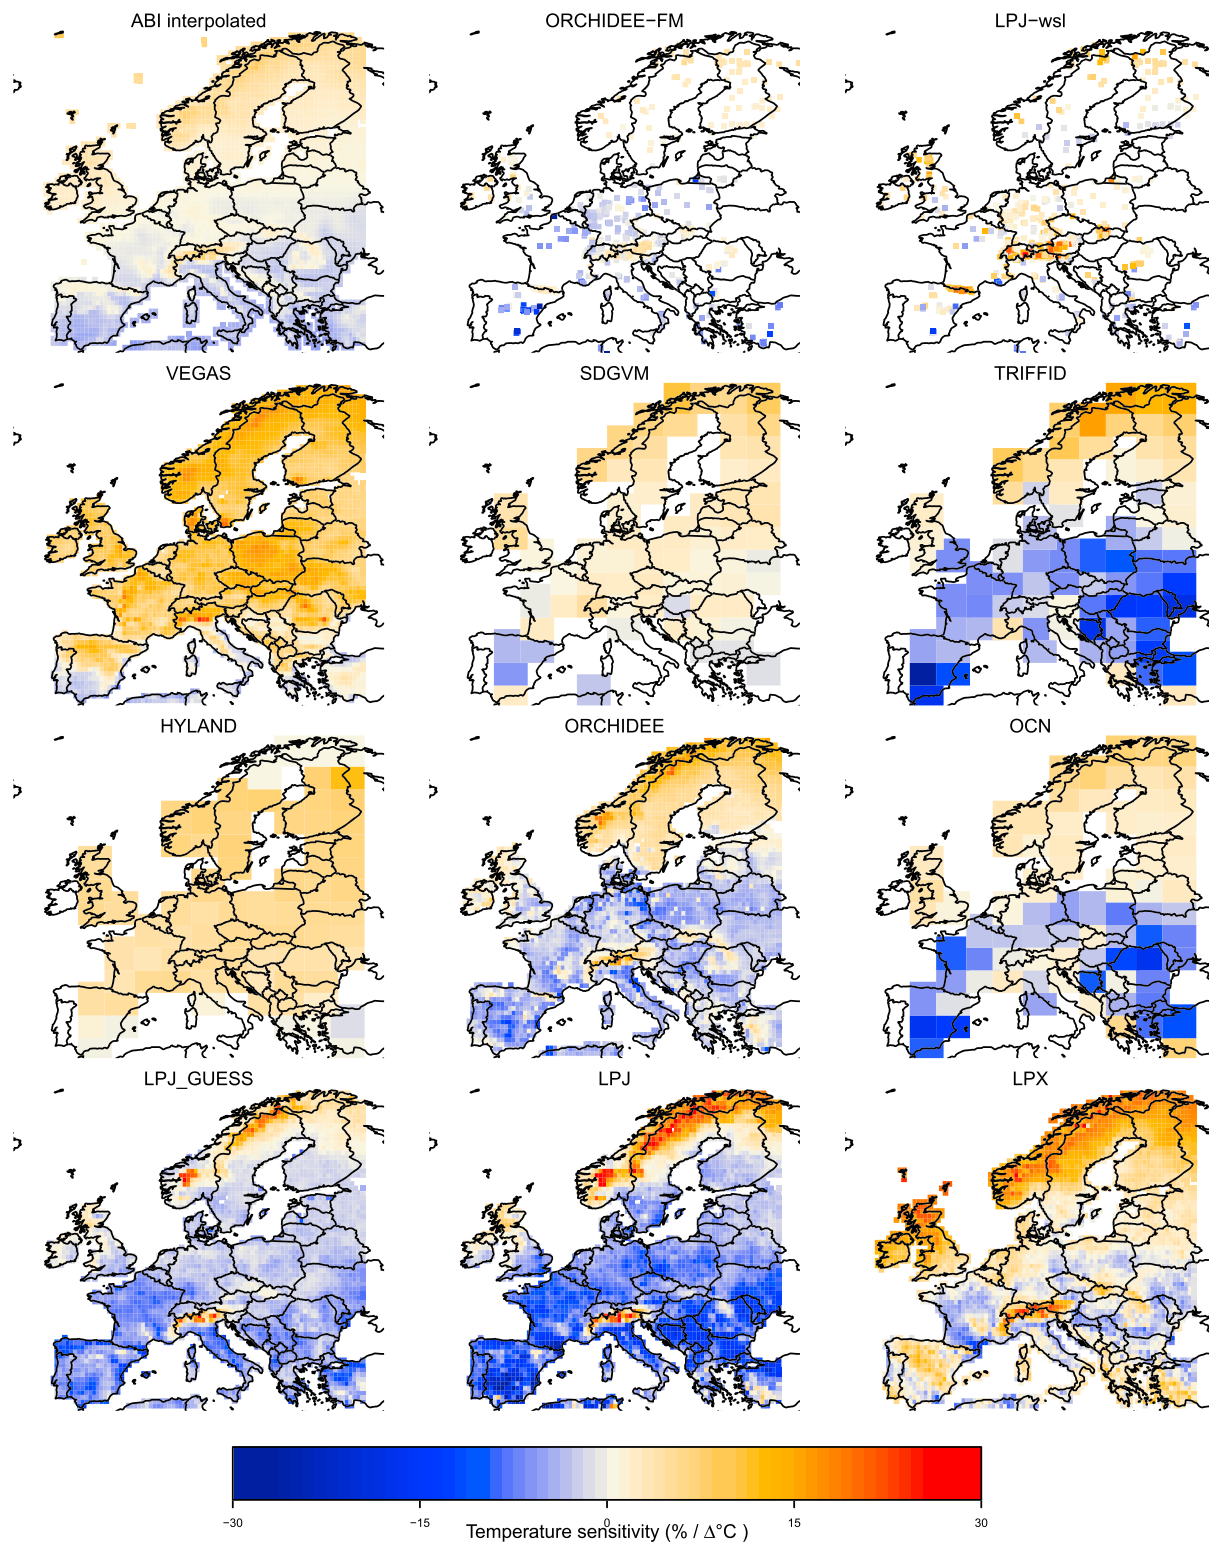 ABI interpolated
ORCHIDEE−FM
LPJ−wsl
VEGAS
SDGVM
TRIFFID
HYLAND
ORCHIDEE
OCN
LPJ_GUESS
LPJ
LPX
−30 −15 0 15 30
Temperature sensitivity (% / Δ°C )